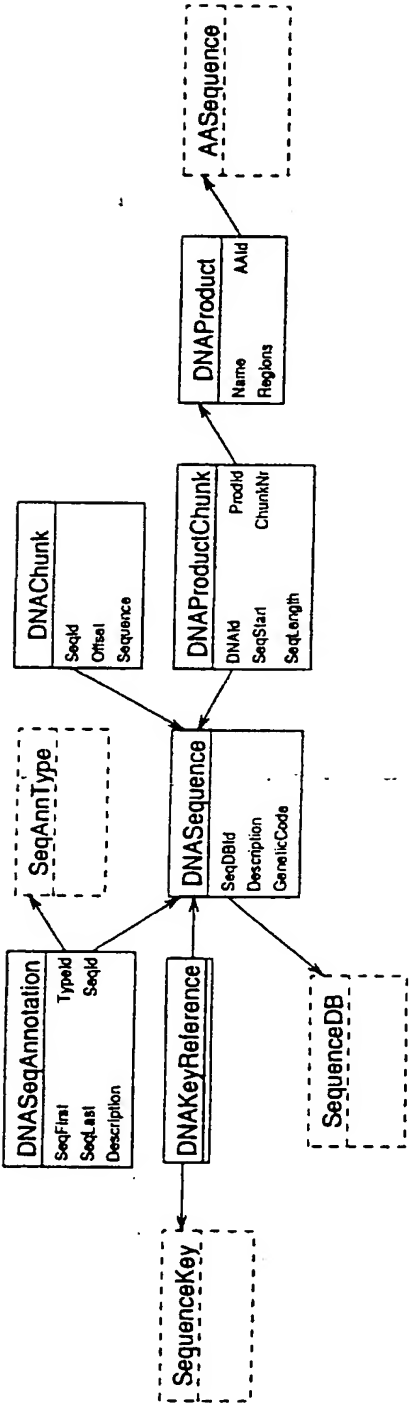 AASequence
DNAProduct
Name AAId
Regions
DNAChunk
SeqId
Offset
Sequence
DNAProductChunk
DNAId ProdId
SeqStart ChunkNr
SeqLength
SeqAnnType
DNASequence
SeqDBId
Description
GeneticCode
DNASeqAnnotation
SeqFirst TypeId
SeqLast SeqId
Description
DNAKeyReference
SequenceDB
SequenceKey